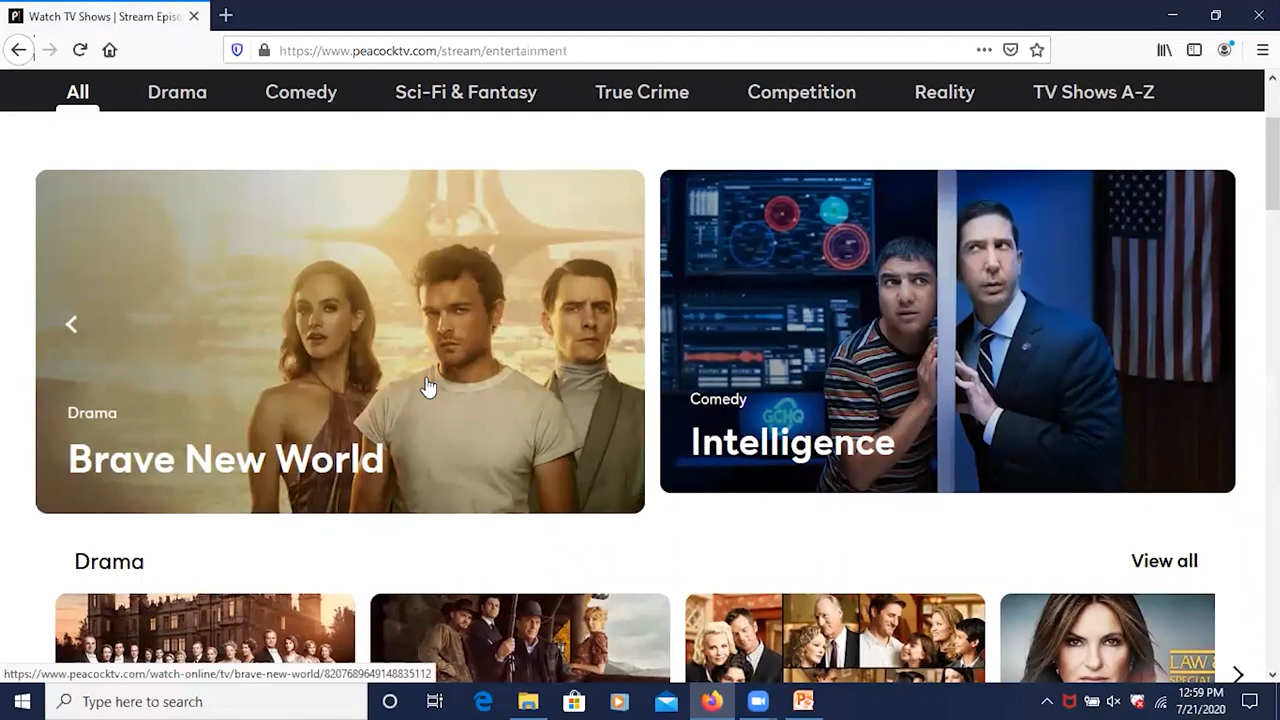 Watch TV Shows | Stream Episo
https://www.peacocktv.com/stream/entertainment
All Drama Comedy Sci-Fi & Fantasy True Crime Competition Reality TV Shows A-Z
Drama
Brave New World
Comedy
Intelligence
GCHQ
Drama
View all
LAW &
https://www.peacocktv.com/watch-online/tv/brave-new-world/8207689649148835112
Type here to search
12:59 PM
7/21/2020